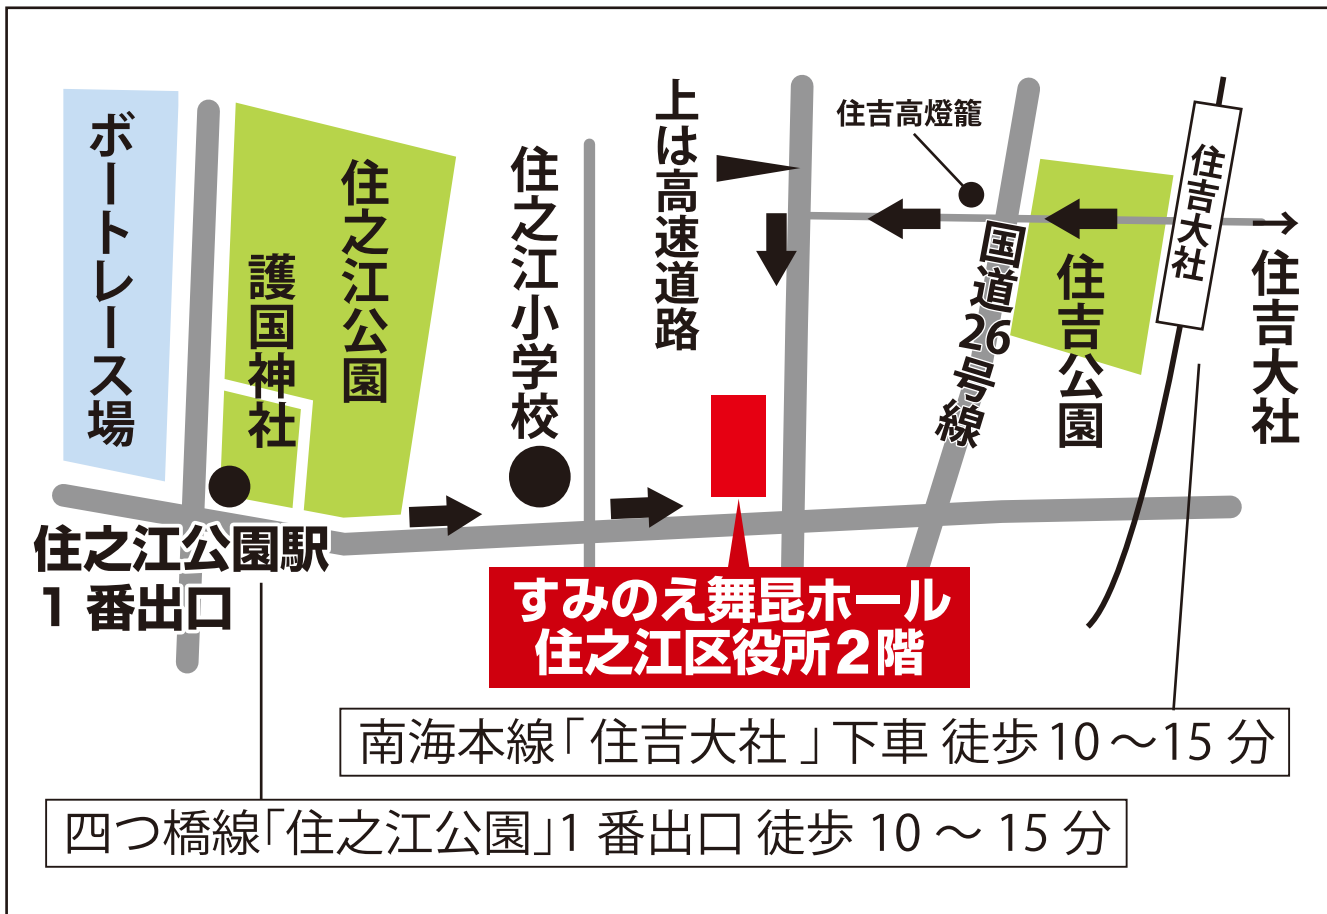 ボートレース場
護国神社
住之江公園
住之江小学校
上は高速道路
住吉高燈籠
国道26号線
住吉公園
住吉大社
→住吉大社
住之江公園駅
1 番出口
すみのえ舞昆ホール
住之江区役所2階
南海本線「住吉大社 」下車 徒歩 10 ～15 分
四つ橋線「住之江公園」1 番出口 徒歩 10 ～ 15 分